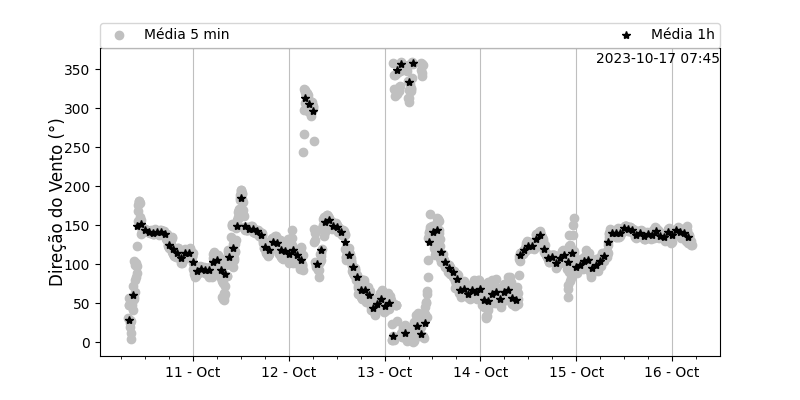 Média 5 min
Média 1h
2023-10-17 07:45
Direção do Vento (°)
350
300
250
200
150
100
50
0
11 - Oct
12 - Oct
13 - Oct
14 - Oct
15 - Oct
16 - Oct